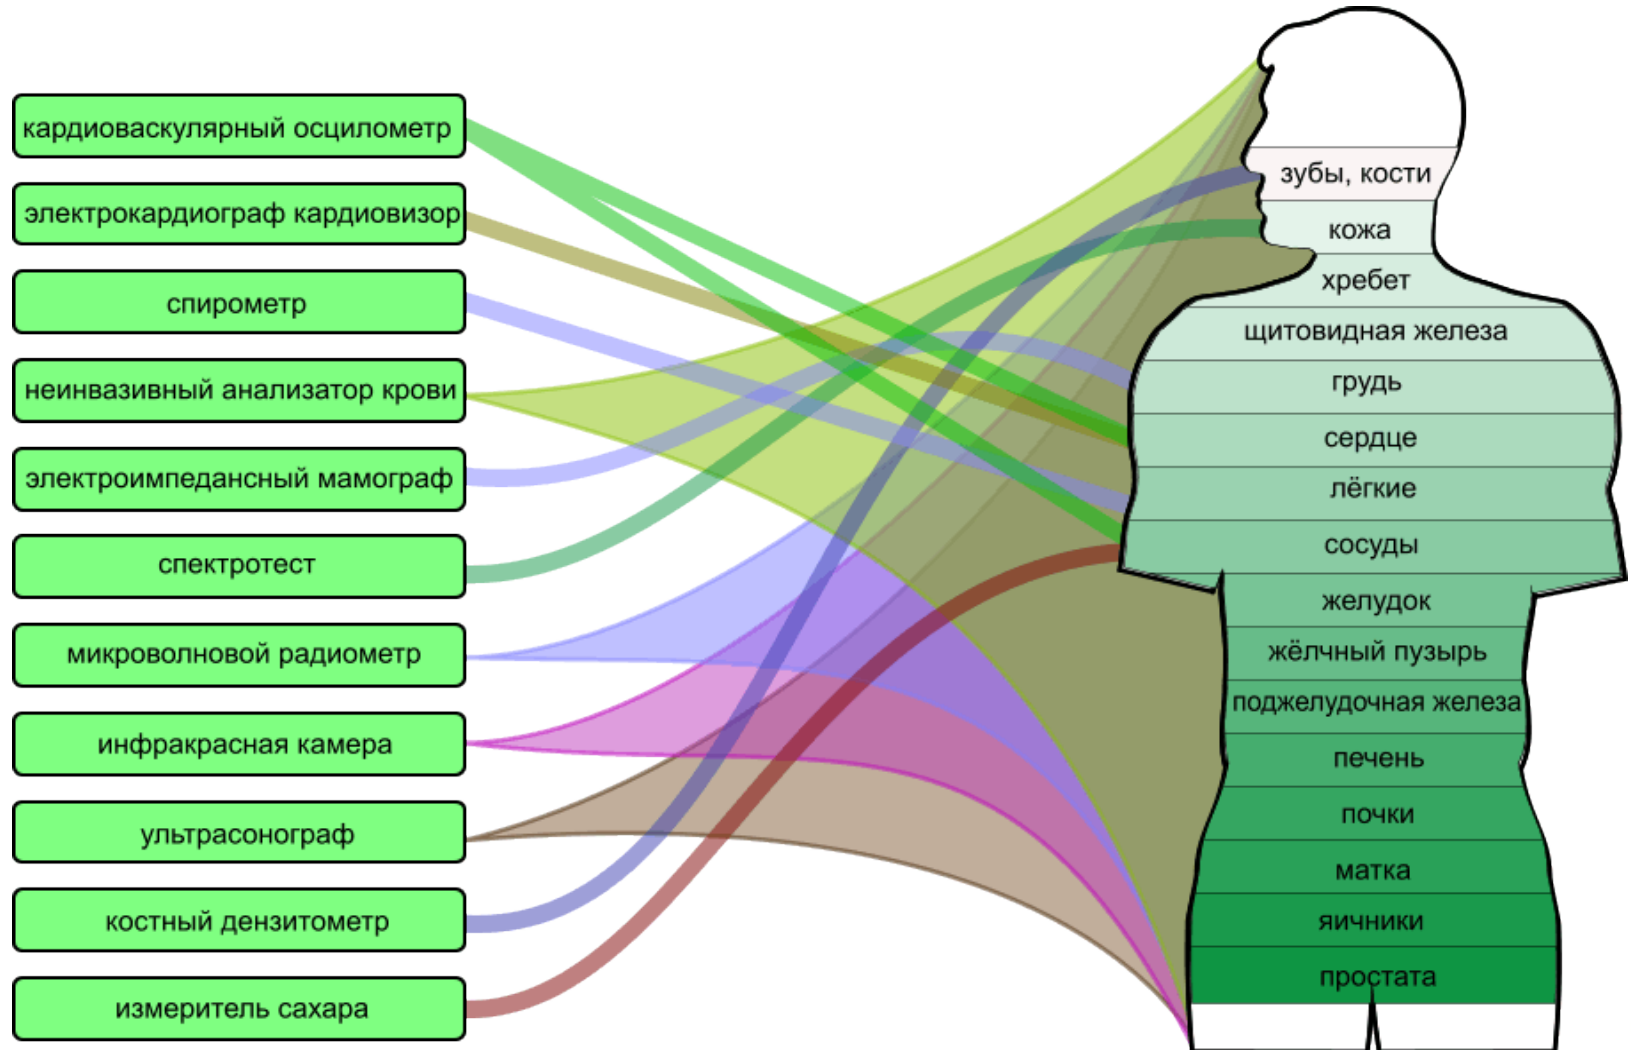 кардиоваскулярный осцилометр
электрокардиограф кардиовизор
спирометр
неинвазивный анализатор крови
электроимпедансный мамограф
спектротест
микроволновой радиометр
инфракрасная камера
ультрасонограф
костный дензитометр
измеритель сахара
зубы, кости
кожа
хребет
щитовидная железа
грудь
сердце
лёгкие
сосуды
желудок
жёлчный пузырь
поджелудочная железа
печень
почки
матка
яичники
простата